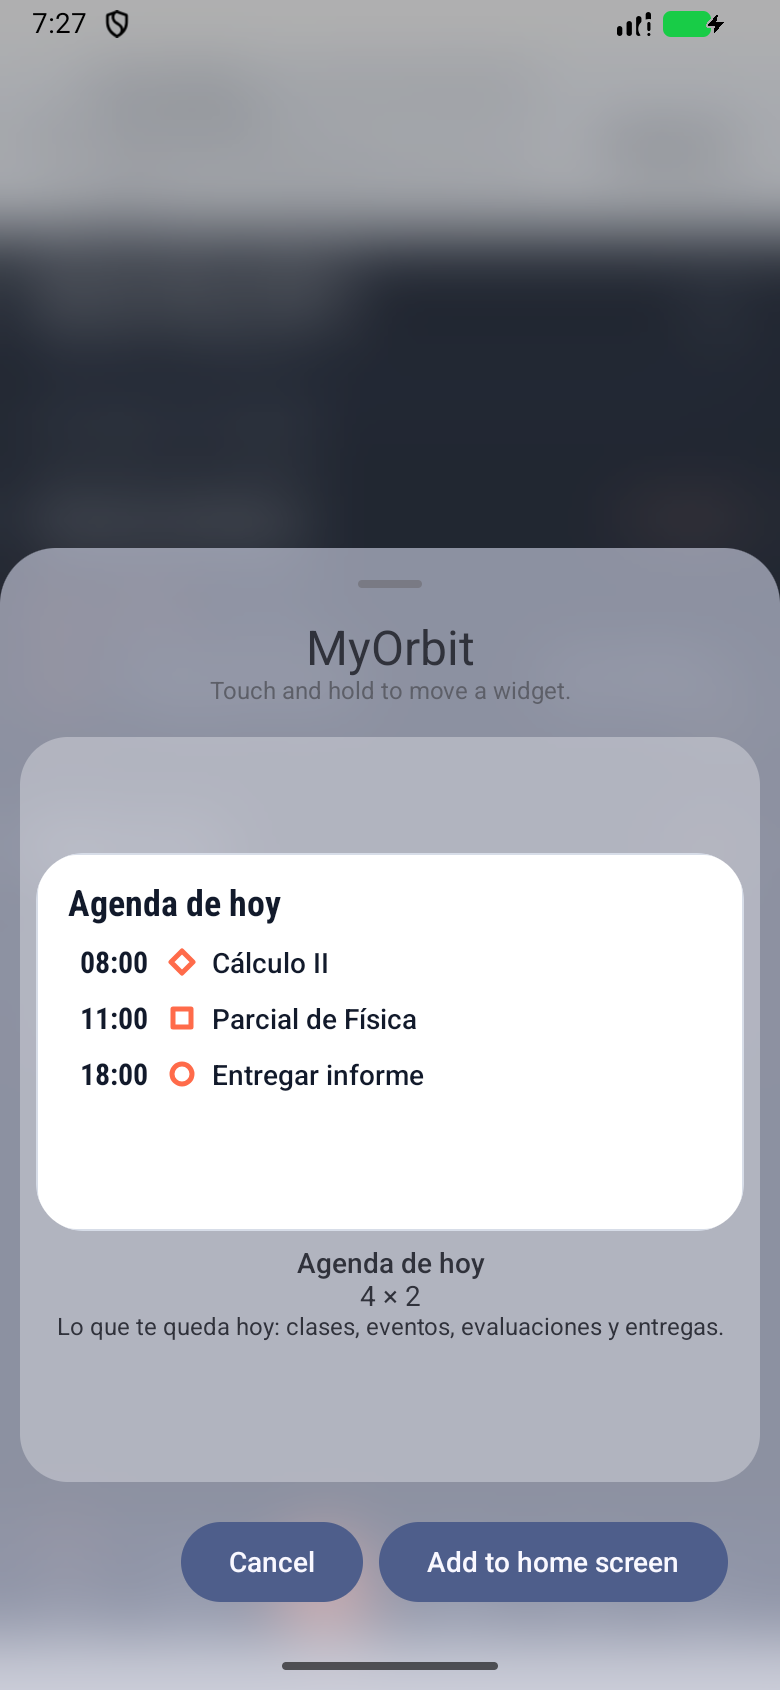 7:27
MyOrbit
Touch and hold to move a widget.
Agenda de hoy
08:00 Cálculo II
11:00 Parcial de Física
18:00 Entregar informe
Agenda de hoy
4 × 2
Lo que te queda hoy: clases, eventos, evaluaciones y entregas.
Cancel Add to home screen